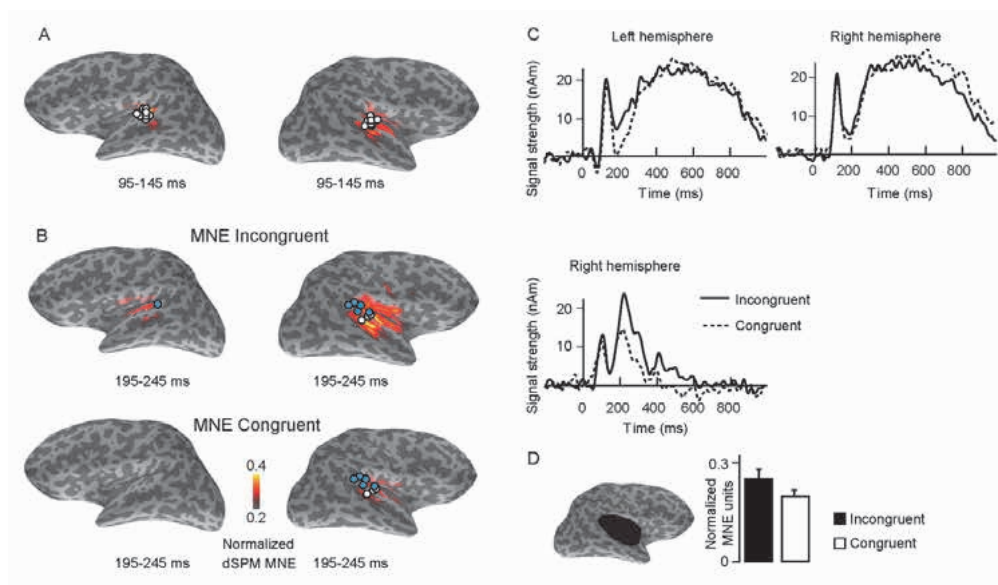 A
95-145 ms
95-145 ms
B
MNE Incongruent
195-245 ms
195-245 ms
MNE Congruent
0.4
0.2
Normalized
dSPM MNE
195-245 ms
195-245 ms
C
Left hemisphere
Signal strength (nAm)
20
10
0 200 400 600 800
Time (ms)
Right hemisphere
20
10
0 200 400 600 800
Time (ms)
Right hemisphere
Signal strength (nAm)
20
10
0 200 400 600 800
Time (ms)
Incongruent
Congruent
D
Normalized
MNE units
0.3
0
Incongruent
Congruent